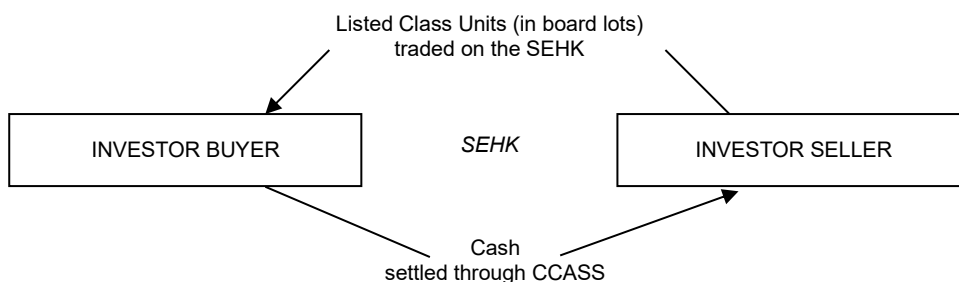 Listed Class Units (in board lots)
traded on the SEHK
INVESTOR BUYER
SEHK
INVESTOR SELLER
Cash
settled through CCASS